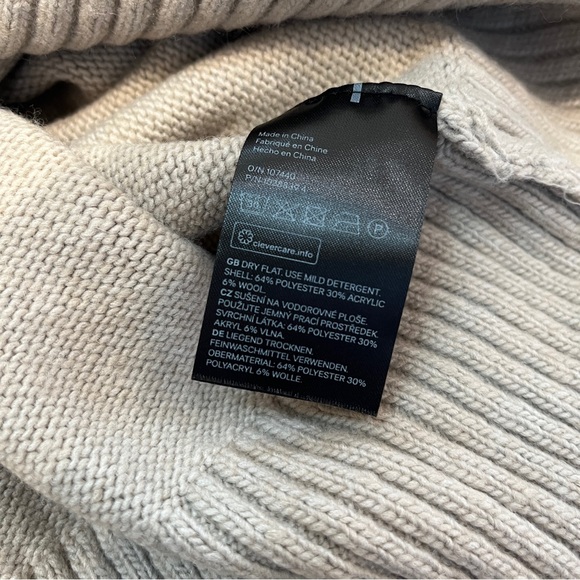 Made in China
Fabriqué en Chine
Hecho en China
O/N 107440
clevercare.info
GB DRY FLAT. USE MILD DETERGENT.
SHELL: 64% POLYESTER 30% ACRYLIC
6% WOOL.
CZ SUŠENÍ NA VODOROVNÉ PLOŠE.
POUŽIJTE JEMNÝ PRACÍ PROSTŘEDEK.
SVRCHNÍ LÁTKA: 64% POLYESTER 30%
AKRYL 6% VLNA.
DE LIEGEND TROCKNEN.
FEINWASCHMITTEL VERWENDEN.
OBERMATERIAL: 64% POLYESTER 30%
POLYACRYL 6% WOLLE